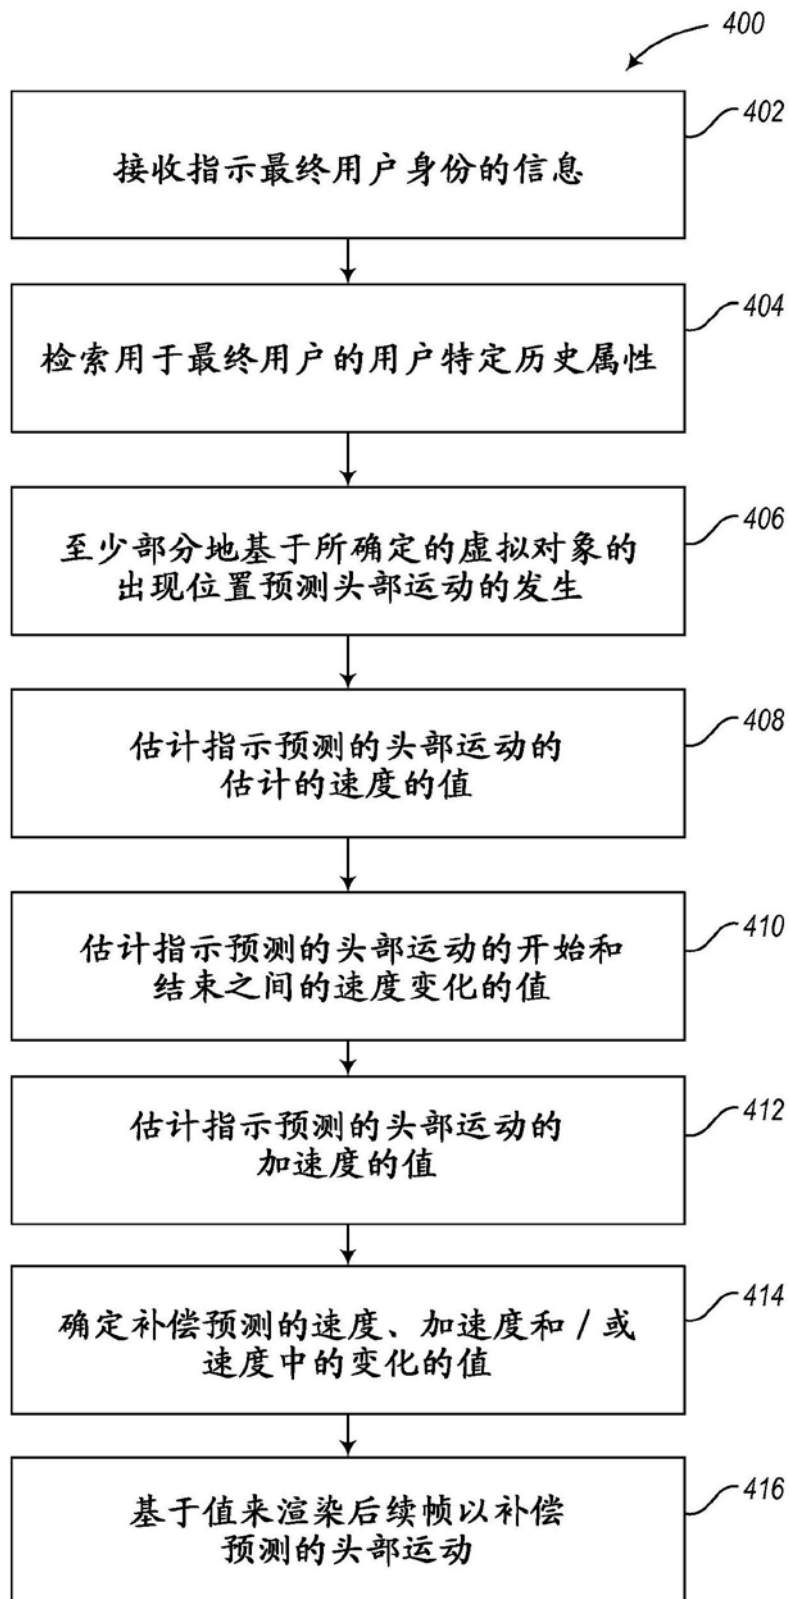 400
402
接收指示最终用户身份的信息
404
检索用于最终用户的用户特定历史属性
406
至少部分地基于所确定的虚拟对象的
出现位置预测头部运动的发生
408
估计指示预测的头部运动的
估计的速度的值
410
估计指示预测的头部运动的开始和
结束之间的速度变化的值
412
估计指示预测的头部运动的
加速度的值
414
确定补偿预测的速度、加速度和/或
速度中的变化的值
416
基于值来渲染后续帧以补偿
预测的头部运动